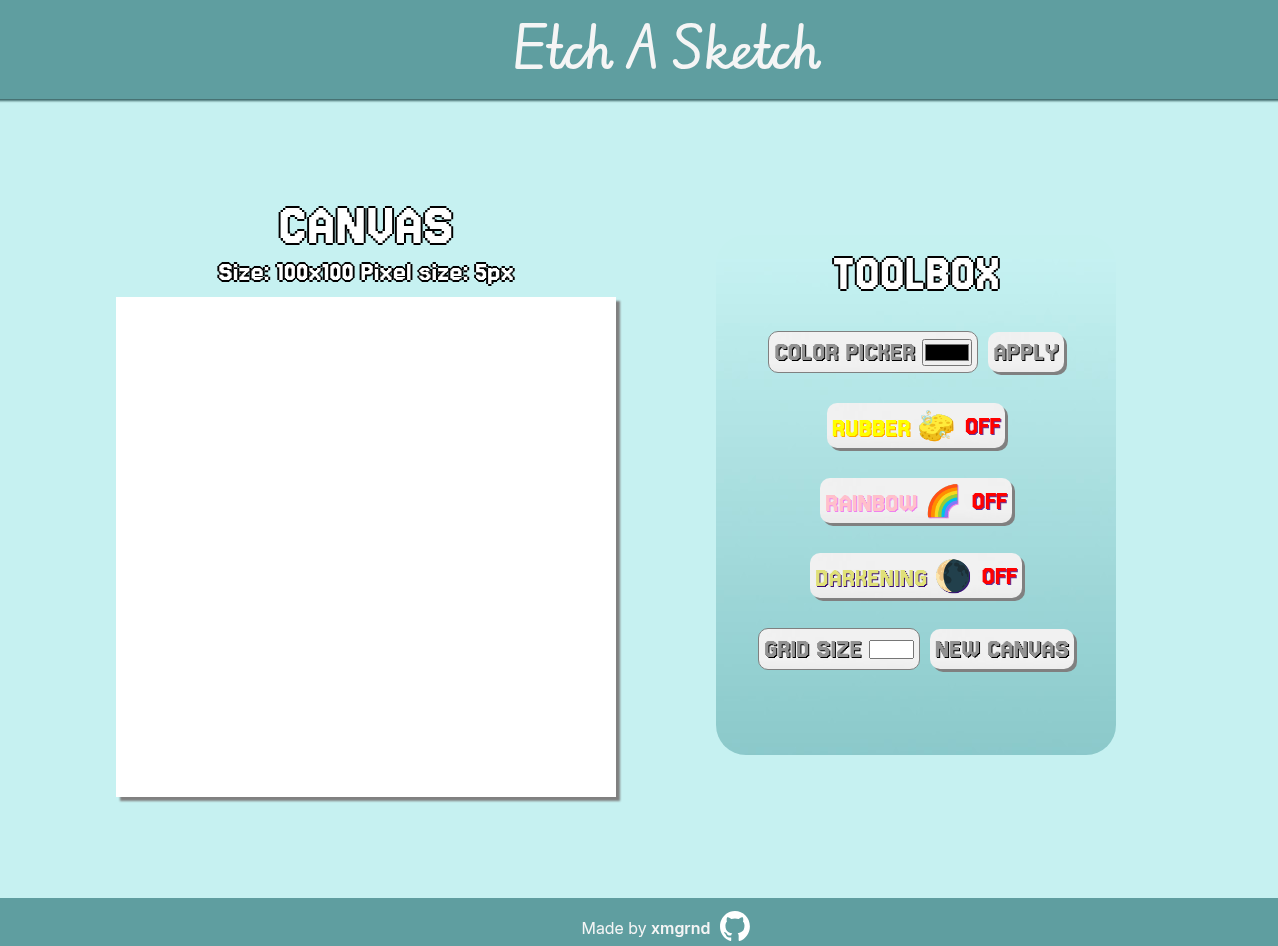 Etch A Sketch
CANVAS
Size: 100x100 Pixel size: 5px
TOOLBOX
COLOR PICKER APPLY
RUBBER 🧽 OFF
RAINBOW 🌈 OFF
DARKENING 🌘 OFF
GRID SIZE NEW CANVAS
Made by xmgrnd